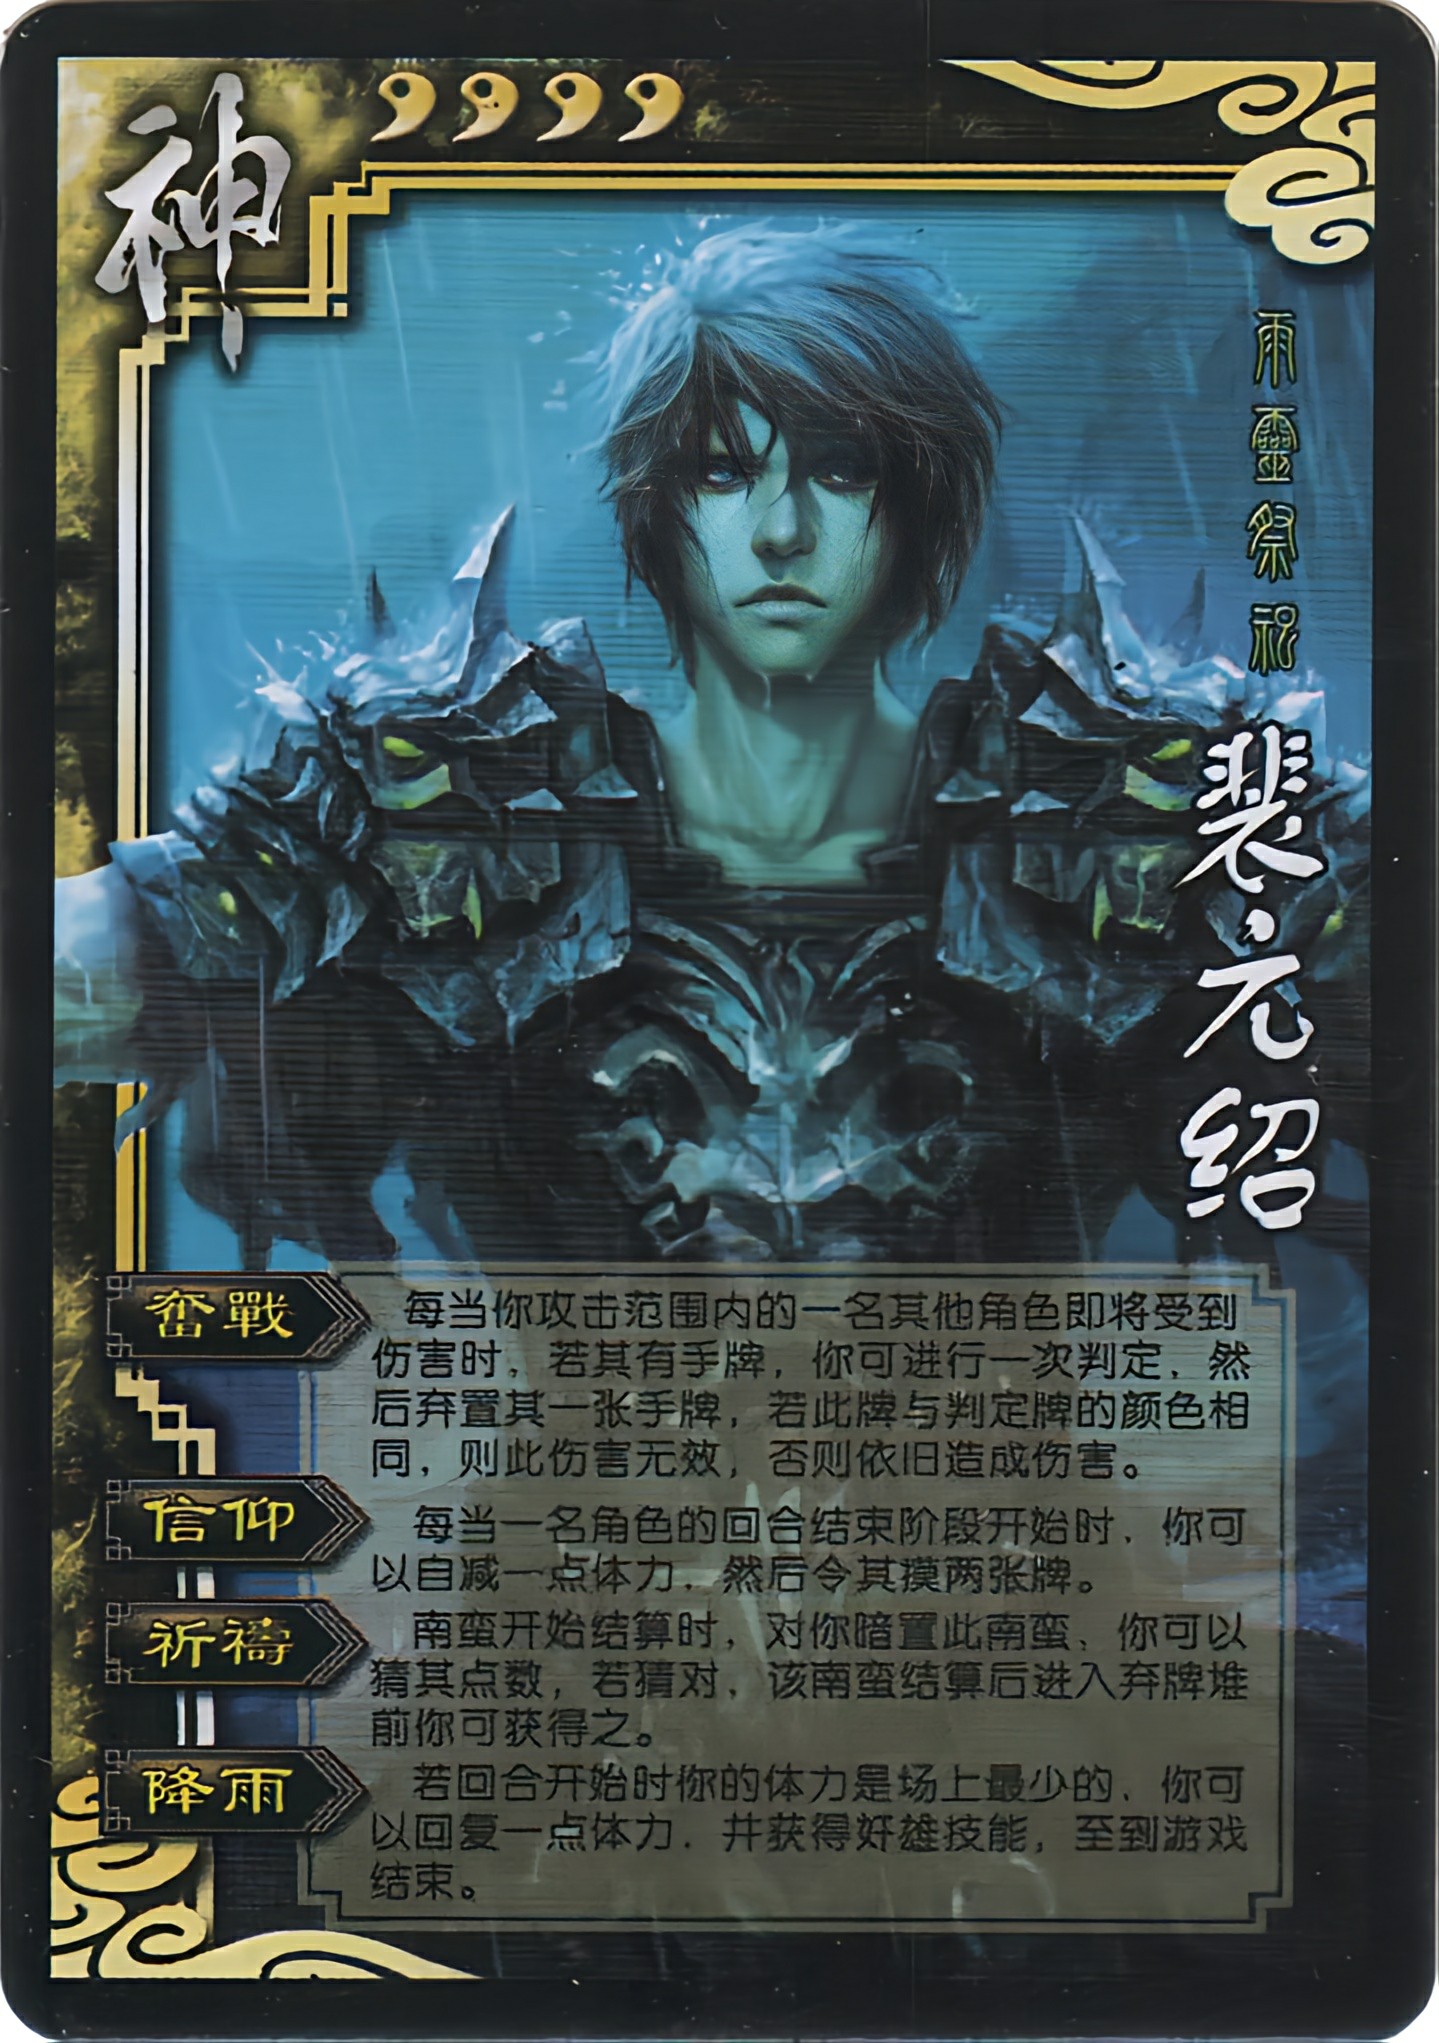 神
雨靈祭祝
裴元绍
奮戰
每当你攻击范围内的一名其他角色即将受到
伤害时，若其有手牌，你可进行一次判定，然
后弃置其一张手牌，若此牌与判定牌的颜色相
同，则此伤害无效，否则依旧造成伤害。
信仰
每当一名角色的回合结束阶段开始时，你可
以自减一点体力，然后令其摸两张牌。
祈禱
南蛮开始结算时，对你暗置此南蛮，你可以
猜其点数，若猜对，该南蛮结算后进入弃牌堆
前你可获得之。
降雨
若回合开始时你的体力是场上最少的，你可
以回复一点体力，并获得奸雄技能，至到游戏
结束。